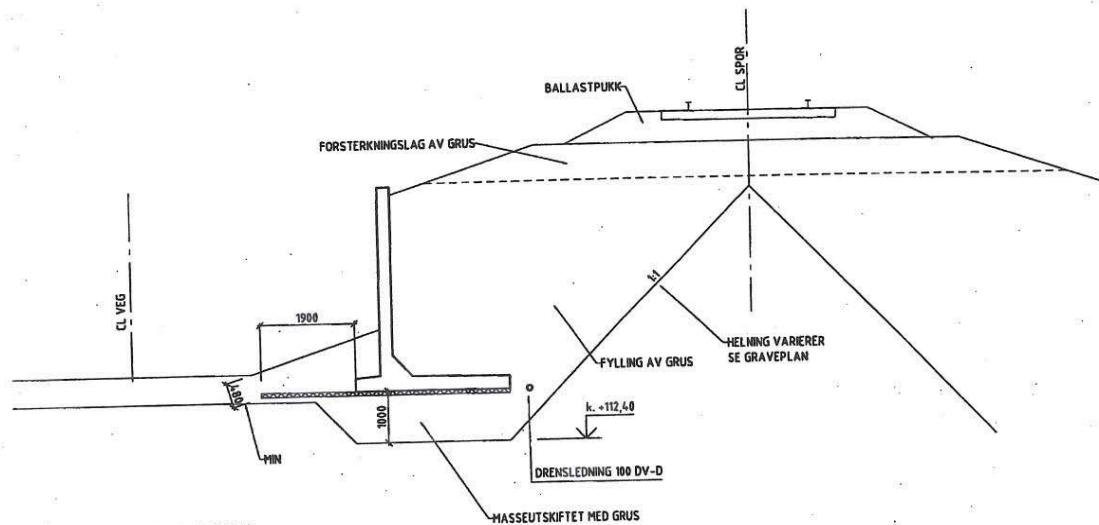 CL SPOR
BALLASTPUKK
FORSTERKNINGSLAG AV GRUS
CL VEG
1900
1:1
HELNING VARIERER
SE GRAVEPLAN
FYLLING AV GRUS
480
1000
k. +112,40
MIN
DRENSLEDNING 100 DV-D
MASSEUTSKIFTET MED GRUS